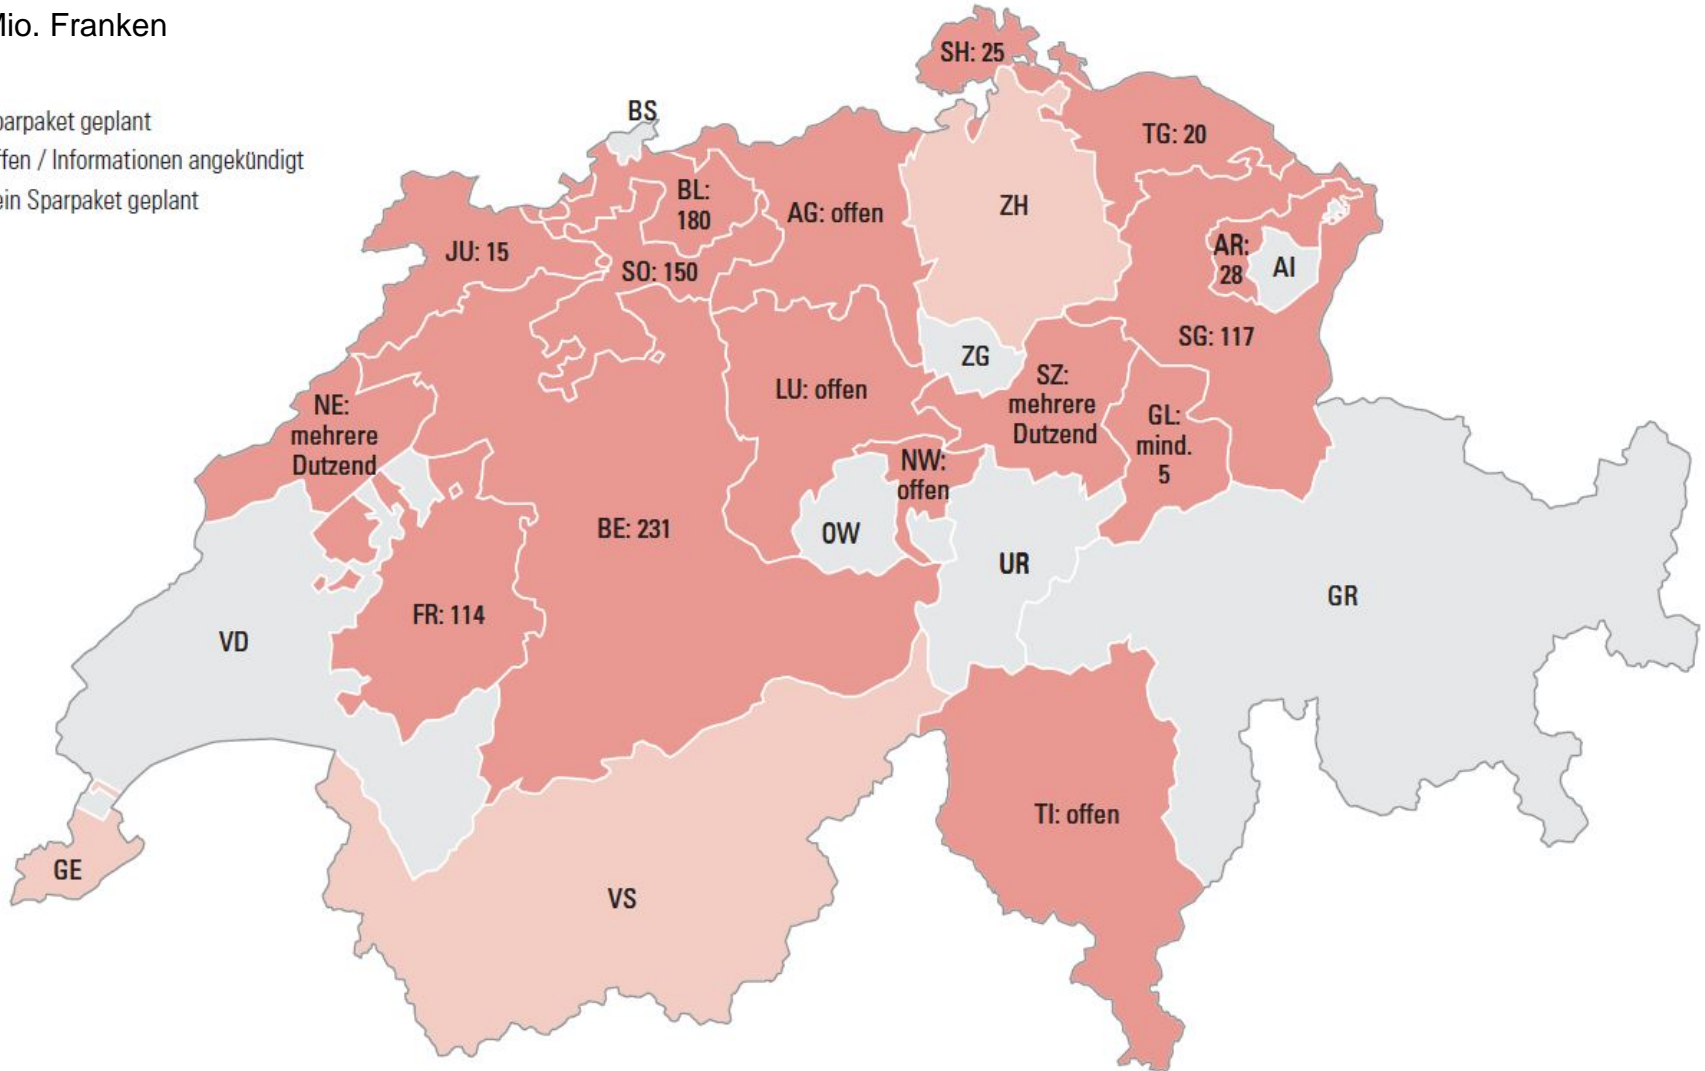 Mio. Franken
parpaket geplant
ffen / Informationen angekündigt
ein Sparpaket geplant
SH: 25
BS
TG: 20
BL:
180
AG: offen
ZH
JU: 15
SO: 150
AR:
28
AI
SG: 117
ZG
LU: offen
SZ:
mehrere
Dutzend
NE:
mehrere
Dutzend
GL:
mind.
5
NW:
offen
BE: 231
OW
UR
GR
FR: 114
VD
TI: offen
GE
VS